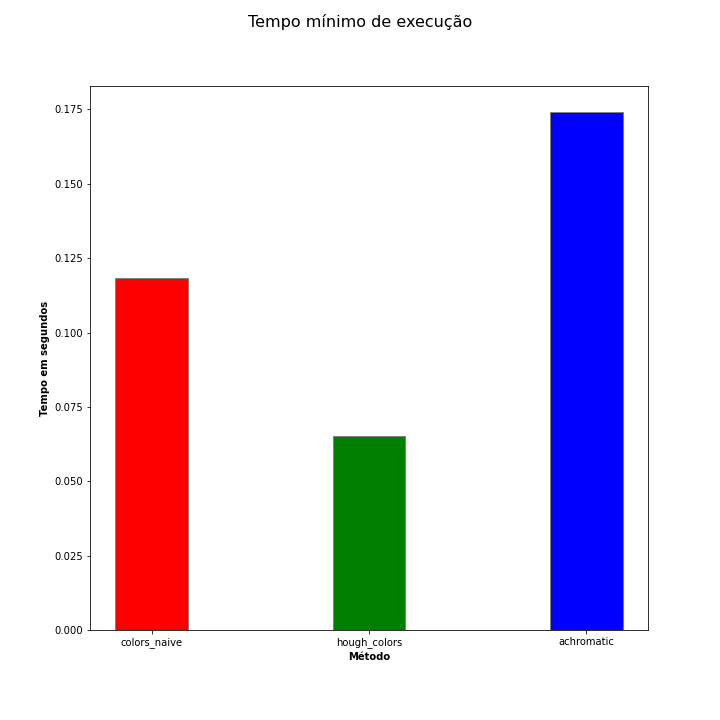 Tempo mínimo de execução
0.175
0.150
0.125
0.100
0.075
0.050
0.025
0.000
Tempo em segundos
colors_naive
hough_colors
achromatic
Método